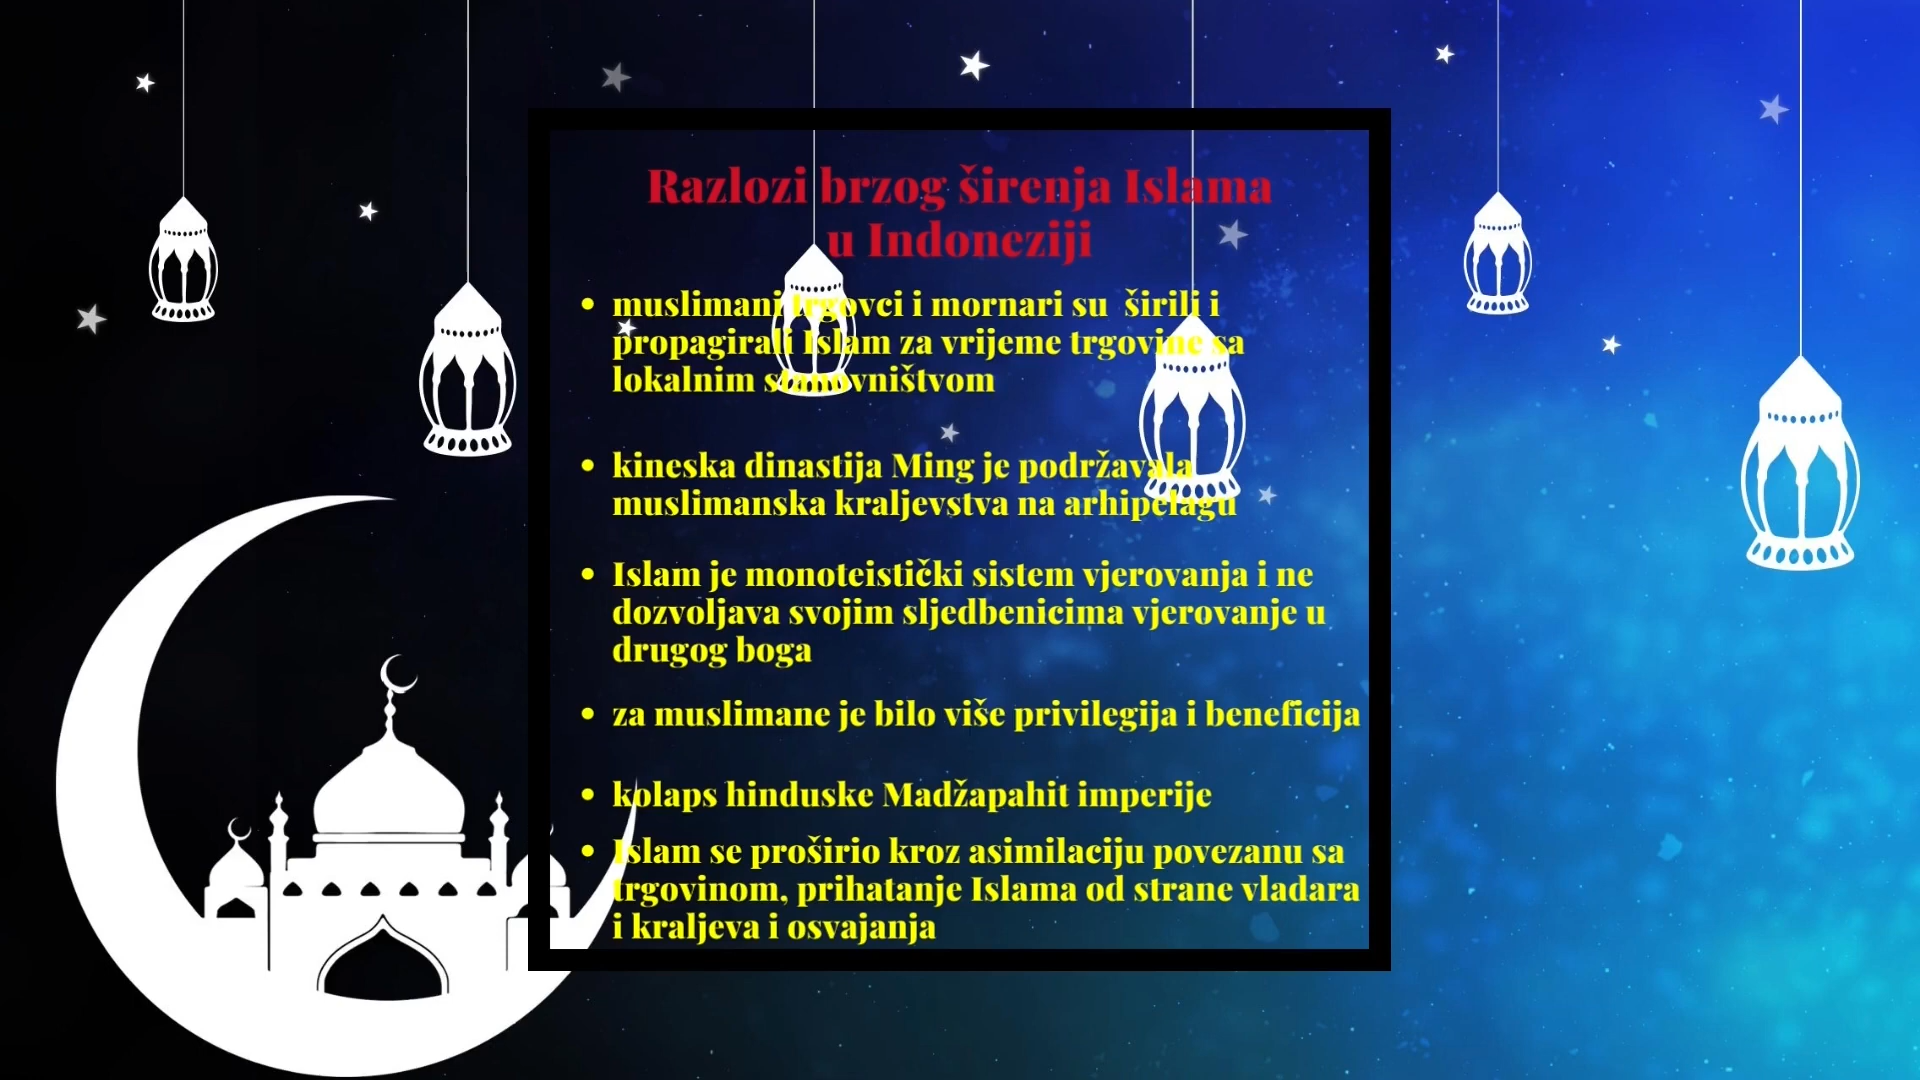 Razlozi brzog širenja Islama
u Indoneziji
• muslimani trgovci i mornari su  širili i
propagirali Islam za vrijeme trgovine sa
lokalnim stanovništvom
• kineska dinastija Ming je podržavala
muslimanska kraljevstva na arhipelagu
• Islam je monoteistički sistem vjerovanja i ne
dozvoljava svojim sljedbenicima vjerovanje u
drugog boga
• za muslimane je bilo više privilegija i beneficija
• kolaps hinduske Madžapahit imperije
• Islam se proširio kroz asimilaciju povezanu sa
trgovinom, prihatanje Islama od strane vladara
i kraljeva i osvajanja